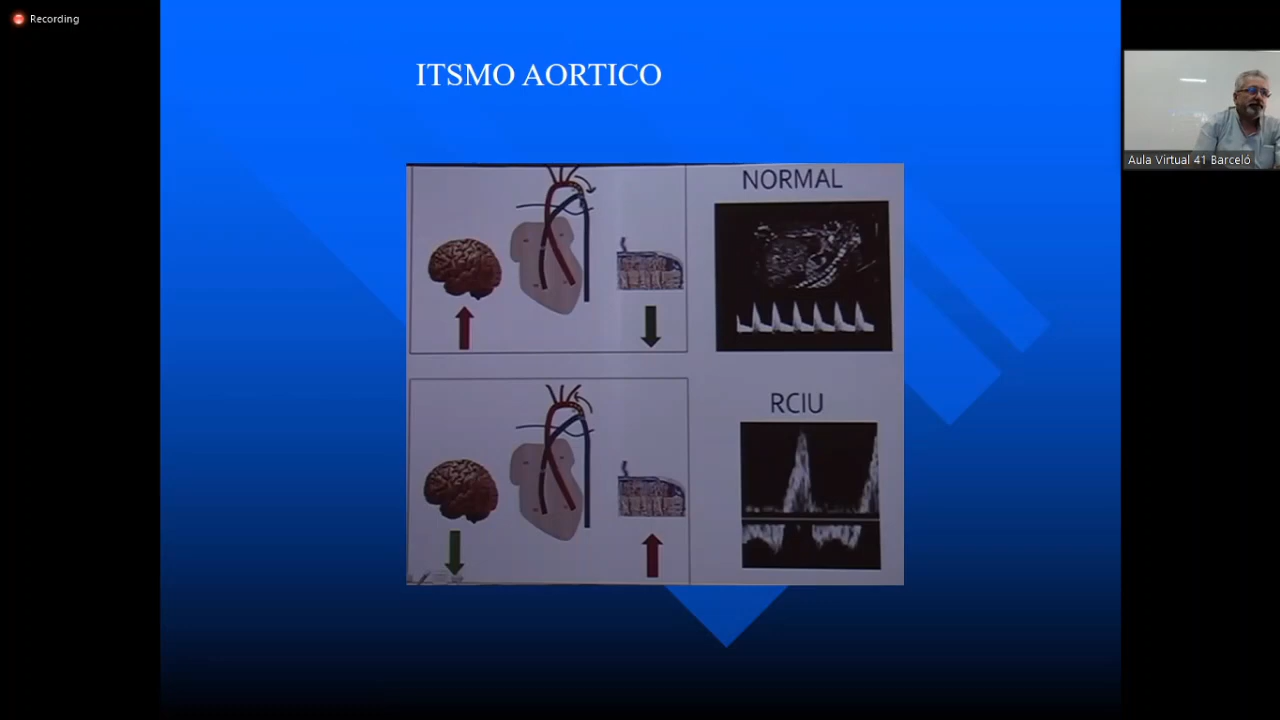 Recording
ITSMO AORTICO
NORMAL
RCIU
Aula Virtual 41 Barceló